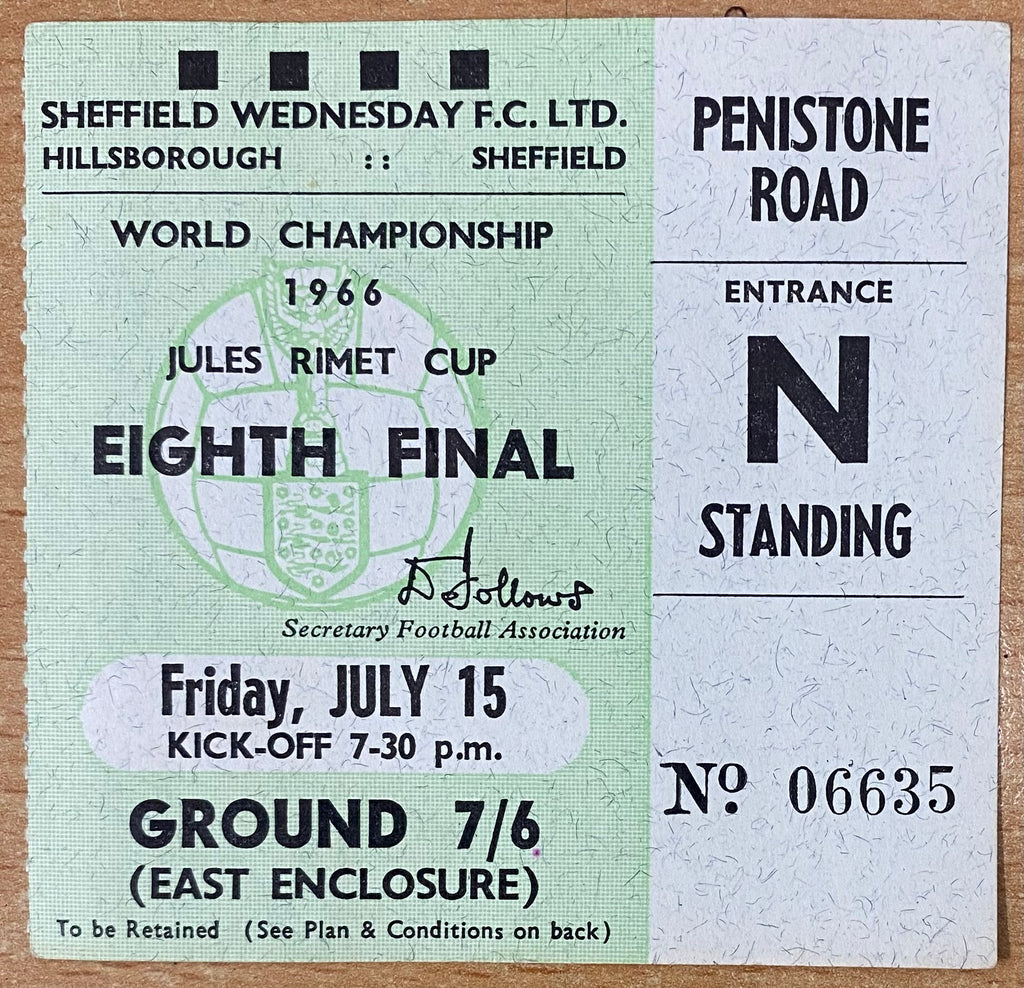 SHEFFIELD WEDNESDAY F.C. LTD.
HILLSBOROUGH :: SHEFFIELD
WORLD CHAMPIONSHIP
1966
JULES RIMET CUP
EIGHTH FINAL
D Follows
Secretary Football Association
Friday, JULY 15
KICK-OFF 7-30 p.m.
GROUND 7/6
(EAST ENCLOSURE)
To be Retained (See Plan & Conditions on back)
PENISTONE
ROAD
ENTRANCE
N
STANDING
No. 06635